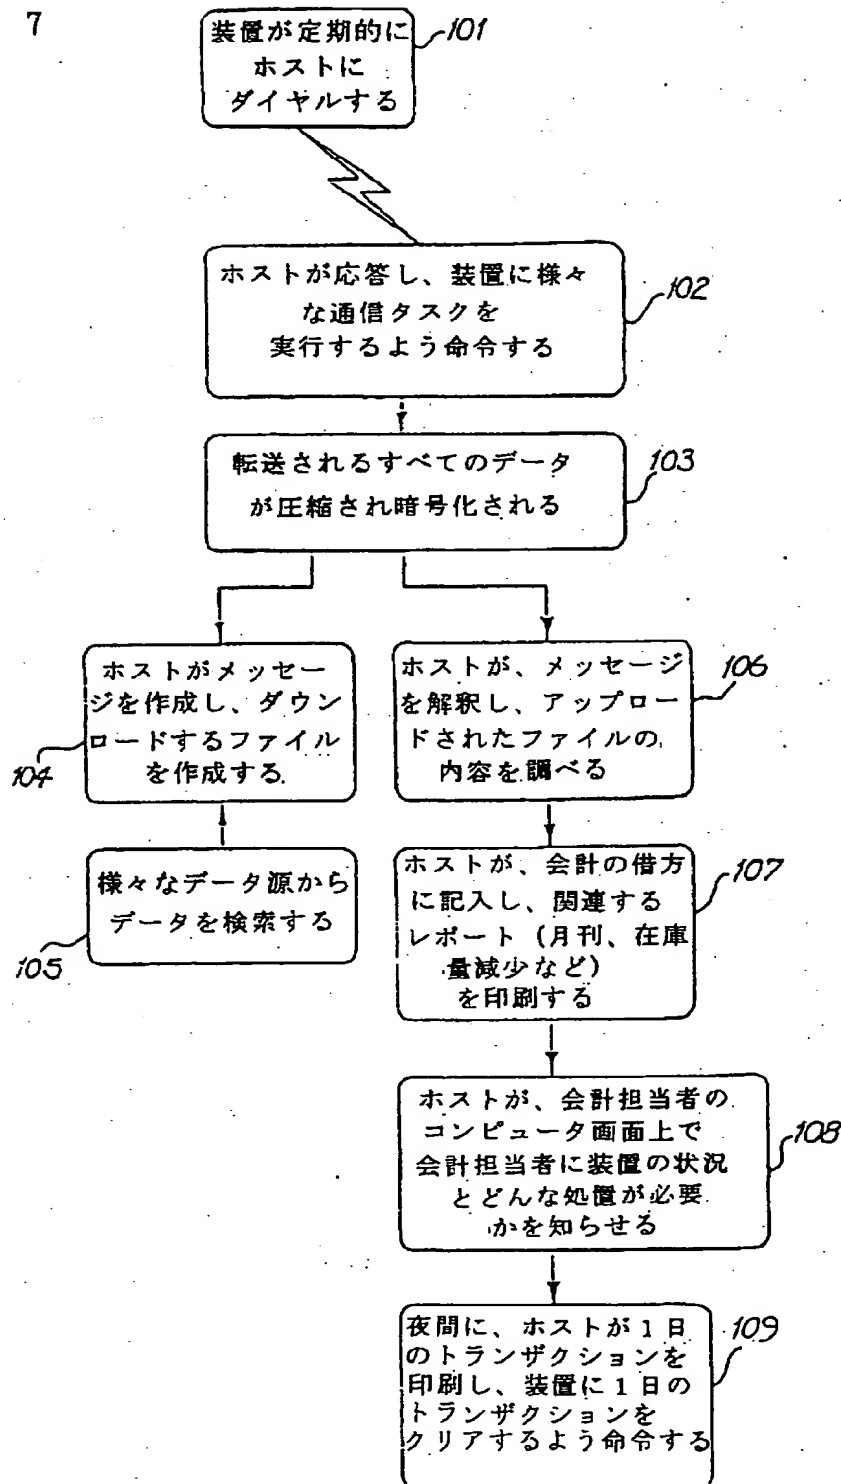 7
装置が定期的に
ホストに
ダイヤルする
101
ホストが応答し、装置に様々
な通信タスクを
実行するよう命令する
102
転送されるすべてのデータ
が圧縮され暗号化される
103
ホストがメッセー
ジを作成し、ダウン
ロードするファイル
を作成する
104
様々なデータ源から
データを検索する
105
ホストが、メッセージ
を解釈し、アップロー
ドされたファイルの
内容を調べる
106
ホストが、会計の借方
に記入し、関連する
レポート（月刊、在庫
量減少など）
を印刷する
107
ホストが、会計担当者の
コンピュータ画面上で
会計担当者に装置の状況
とどんな処置が必要
かを知らせる
108
夜間に、ホストが1日
のトランザクションを
印刷し、装置に1日の
トランザクションを
クリアするよう命令する
109